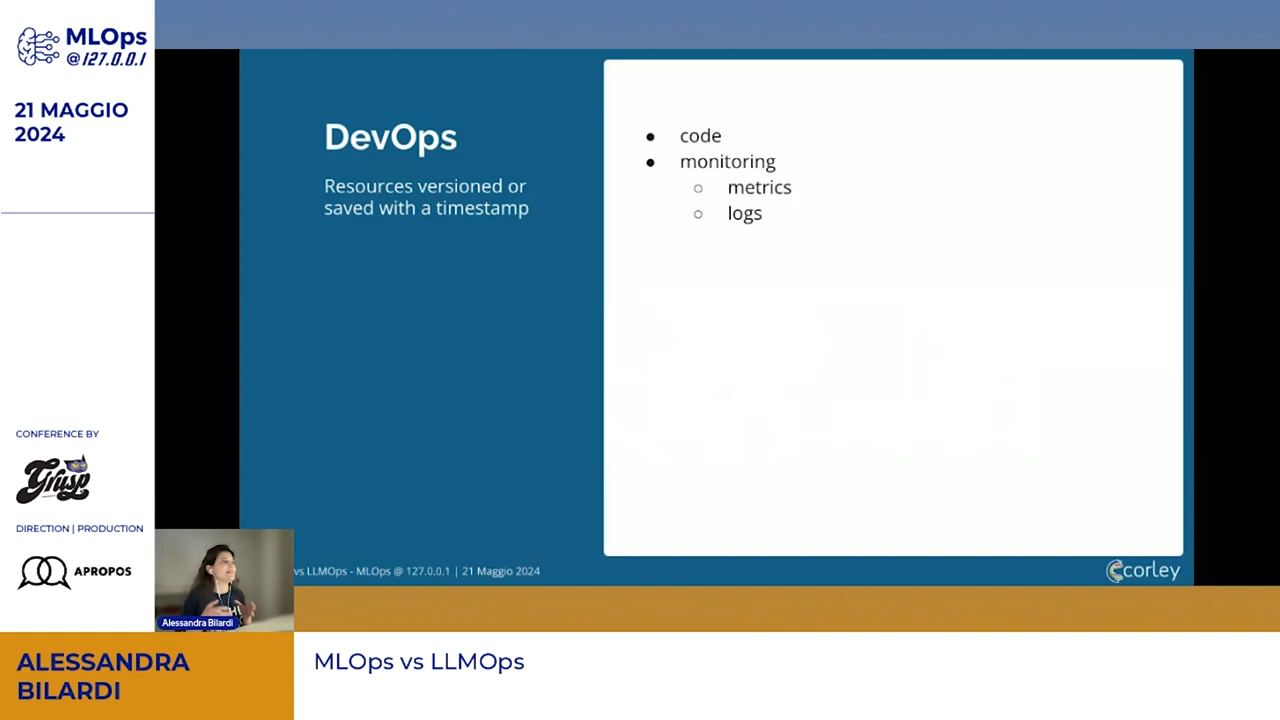 MLOps
@127.0.0.1
21 MAGGIO
2024
CONFERENCE BY
Grusp
DIRECTION | PRODUCTION
APROPOS
DevOps
Resources versioned or
saved with a timestamp
● code
● monitoring
○ metrics
○ logs
vs LLMOps - MLOps @ 127.0.0.1 | 21 Maggio 2024
corley
Alessandra Bilardi
ALESSANDRA
BILARDI
MLOps vs LLMOps